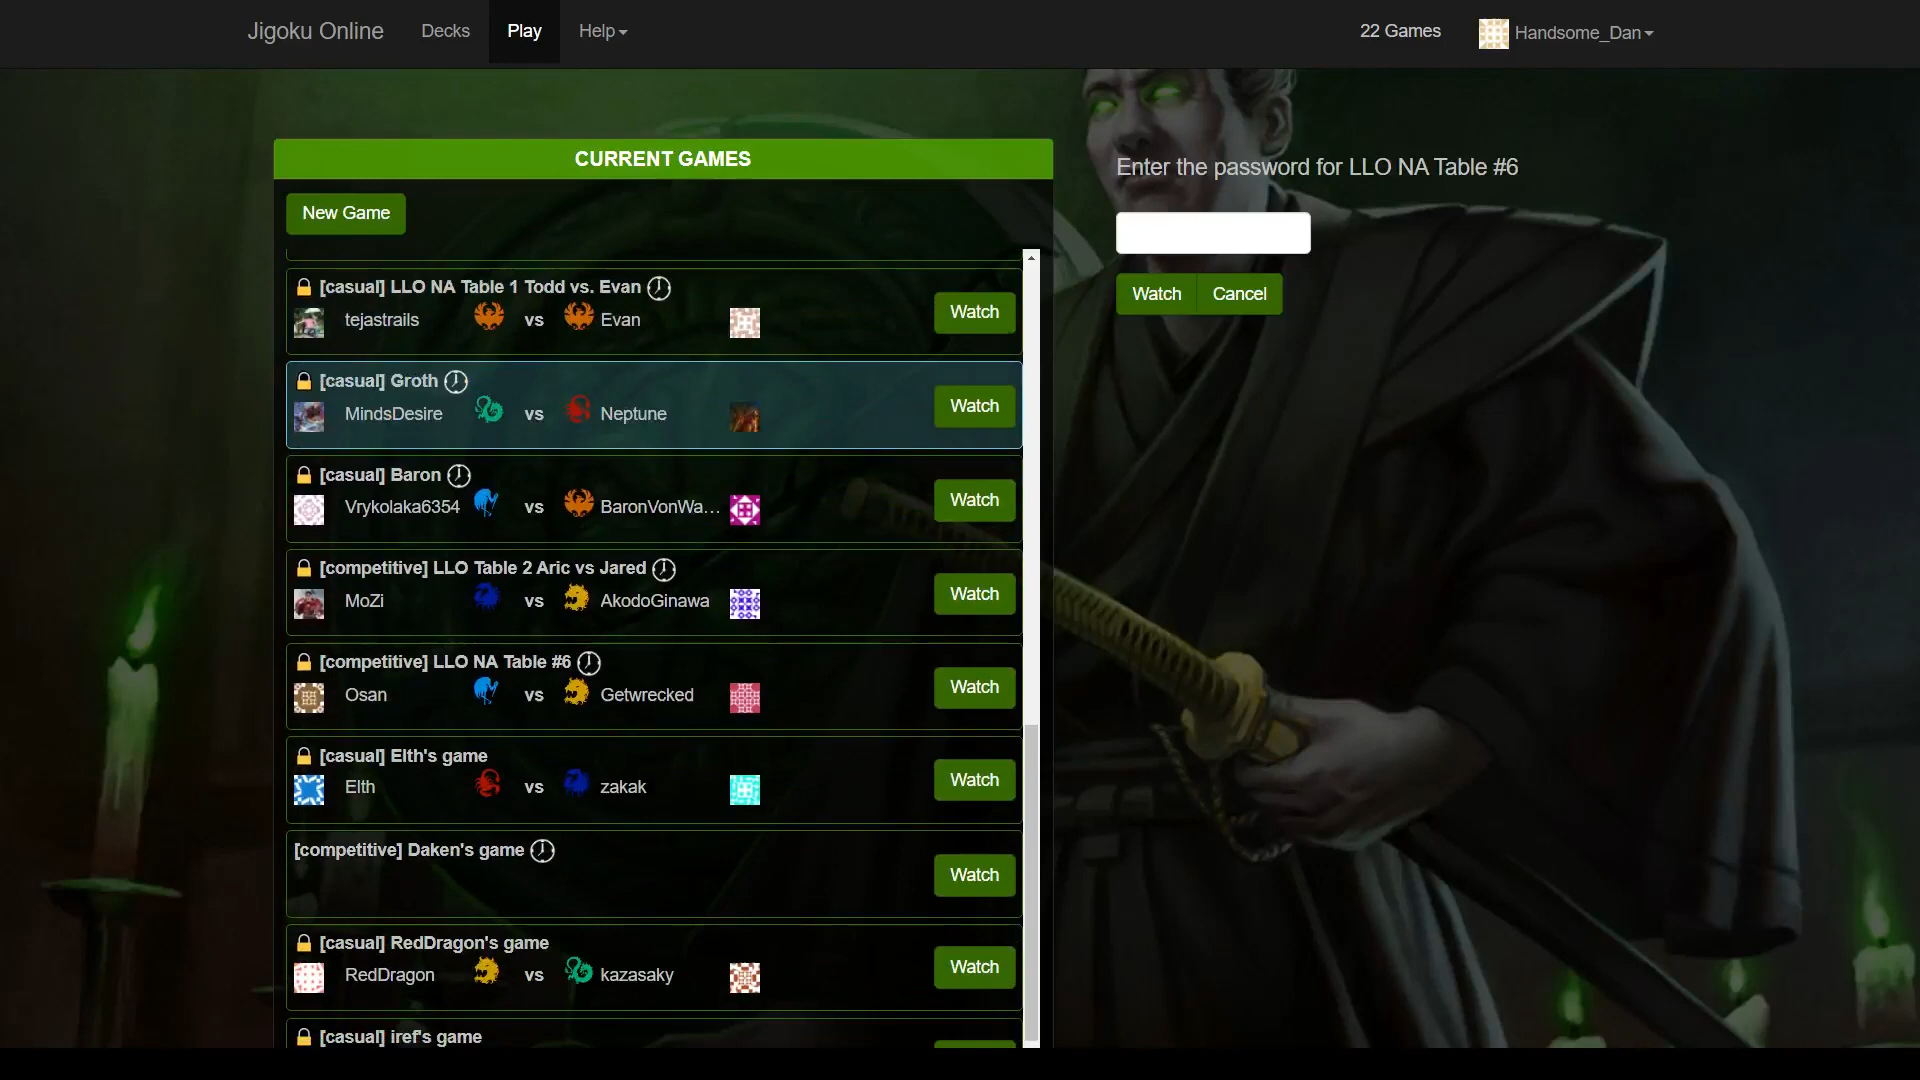 Jigoku Online Decks Play Help 22 Games Handsome_Dan
CURRENT GAMES
New Game
[casual] LLO NA Table 1 Todd vs. Evan
tejastrails vs Evan
Watch
[casual] Groth
MindsDesire vs Neptune
Watch
[casual] Baron
Vrykolaka6354 vs BaronVonWa...
Watch
[competitive] LLO Table 2 Aric vs Jared
MoZi vs AkodoGinawa
Watch
[competitive] LLO NA Table #6
Osan vs Getwrecked
Watch
[casual] Elth's game
Elth vs zakak
Watch
[competitive] Daken's game
Watch
[casual] RedDragon's game
RedDragon vs kazasaky
Watch
[casual] iref's game
Enter the password for LLO NA Table #6
Watch Cancel